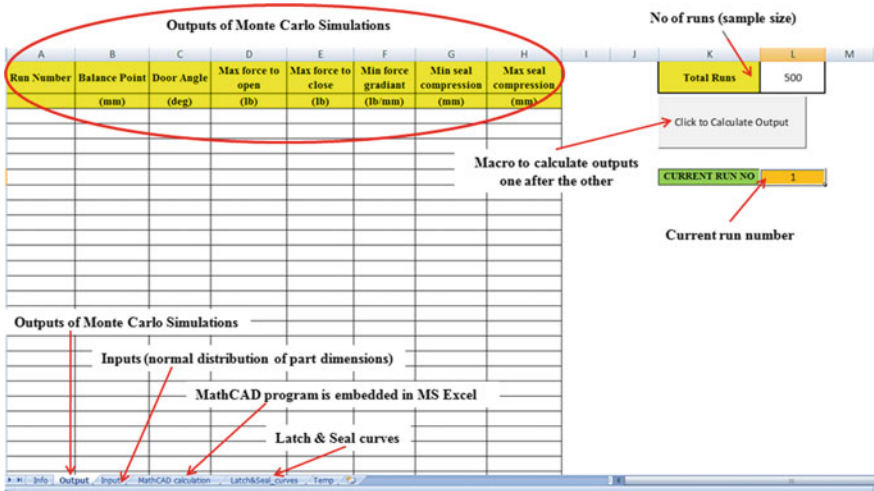 Outputs of Monte Carlo Simulations
No of runs (sample size)
A B C D E F G H I J K L M
Run Number Balance Point Door Angle Max force to open Max force to close Min force gradiant Min seal compression Max seal compression
(mm) (deg) (lb) (lb) (lb/mm) (mm) (mm)
Total Runs 500
Click to Calculate Output
Macro to calculate outputs
one after the other
CURRENT RUN NO 1
Current run number
Outputs of Monte Carlo Simulations
Inputs (normal distribution of part dimensions)
MathCAD program is embedded in MS Excel
Latch & Seal curves
Info Output Input MathCAD calculation Latch&Seal_curves Temp